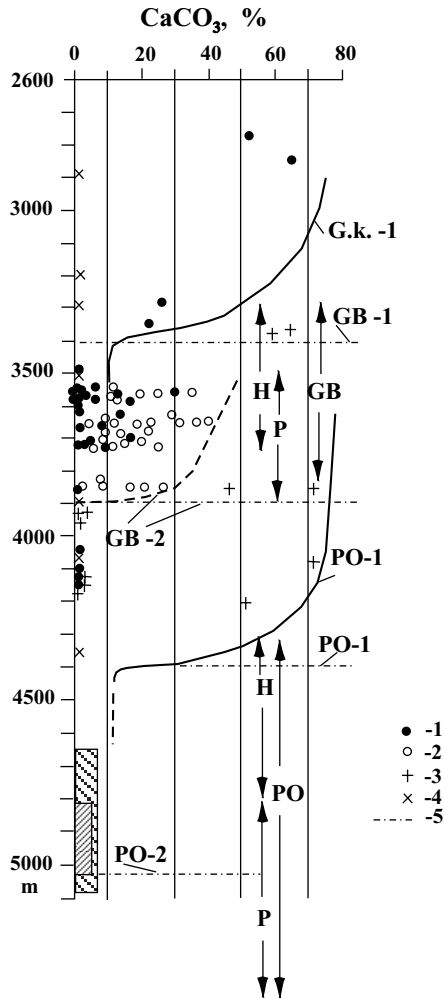 CaCO₃, %
0 20 40 60 80
2600
3000
G.k. -1
GB -1
3500
H
GB
P
4000
GB -2
PO-1
PO-1
4500
H
-1
-2
-3
-4
PO
-5
PO-2
5000
m
P